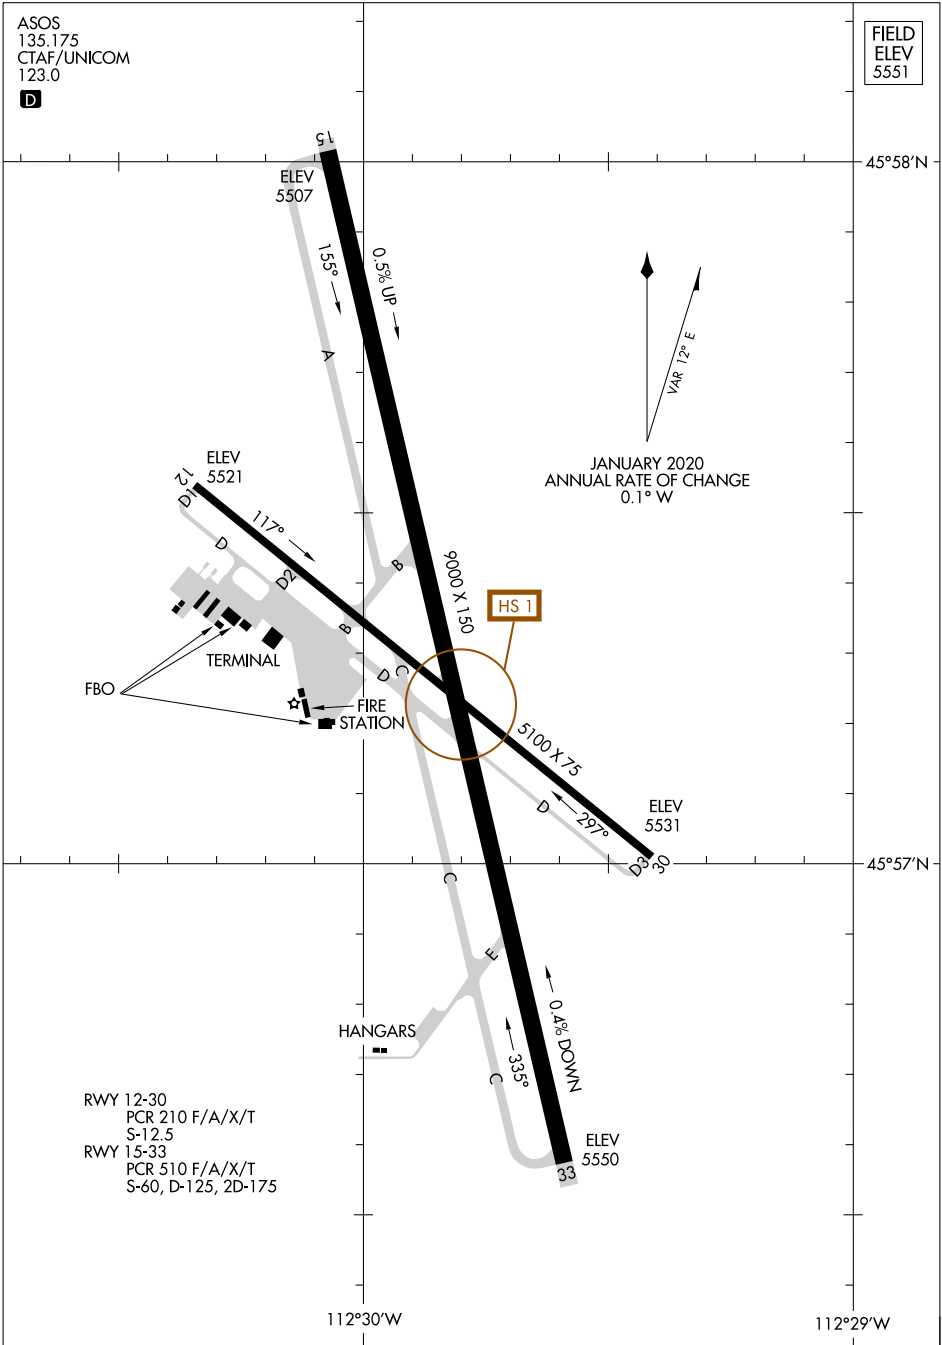 ASOS
135.175
CTAF/UNICOM
123.0
D
FIELD
ELEV
5551
15
45°58'N
ELEV
5507
155°
0.5% UP
A
VAR 12° E
JANUARY 2020
ANNUAL RATE OF CHANGE
0.1° W
ELEV
5521
12
D1
117°
D
D2
B
9000 X 150
HS 1
B
C
D
TERMINAL
FBO
FIRE
STATION
5100 X 75
D
297°
ELEV
5531
D3
30
45°57'N
C
E
HANGARS
0.4% DOWN
335°
C
RWY 12-30
PCR 210 F/A/X/T
S-12.5
RWY 15-33
PCR 510 F/A/X/T
S-60, D-125, 2D-175
ELEV
5550
33
112°30'W
112°29'W